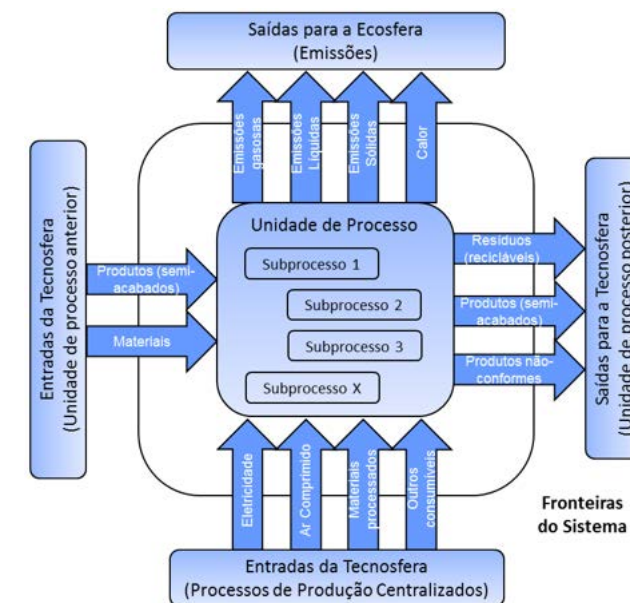 Saídas para a Ecosfera
(Emissões)
Emissões
gasosas
Emissões
Líquidas
Emissões
Sólidas
Calor
Entradas da Tecnosfera
(Unidade de processo anterior)
Produtos (semi-
acabados)
Materiais
Unidade de Processo
Subprocesso 1
Subprocesso 2
Subprocesso 3
Subprocesso X
Resíduos
(recicláveis)
Produtos (semi-
acabados)
Produtos não-
conformes
Saídas para a Tecnosfera
(Unidade de processo posterior)
Eletricidade
Ar Comprimido
Materiais
processados
Outros
consumíveis
Fronteiras
do Sistema
Entradas da Tecnosfera
(Processos de Produção Centralizados)